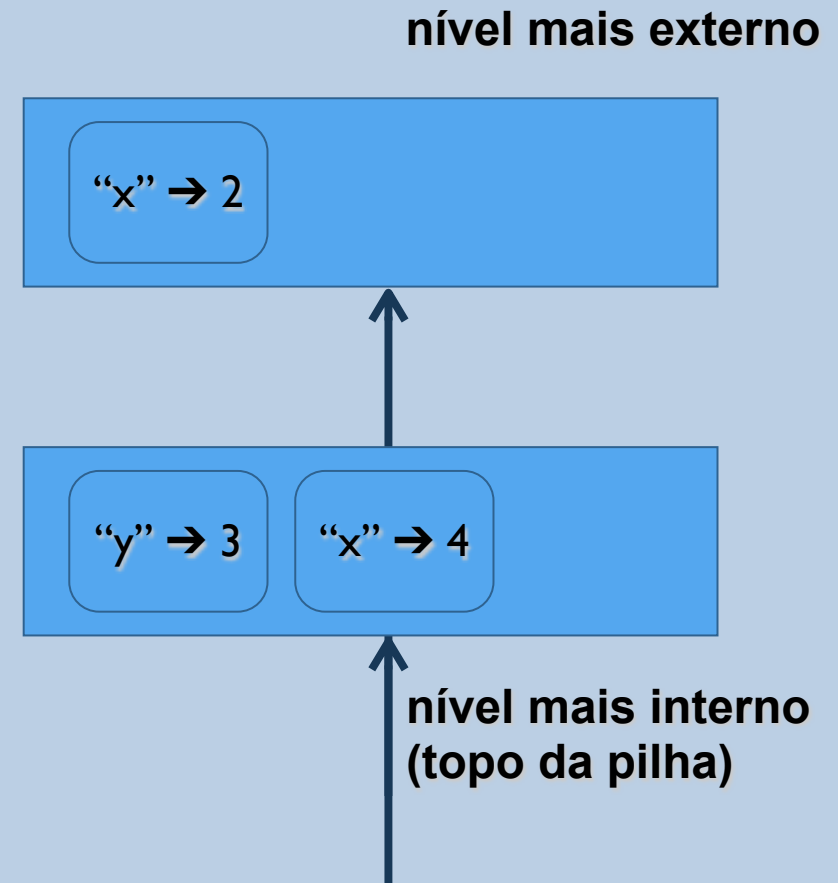 nível mais externo
“x” ➔ 2
“y” ➔ 3
“x” ➔ 4
nível mais interno
(topo da pilha)